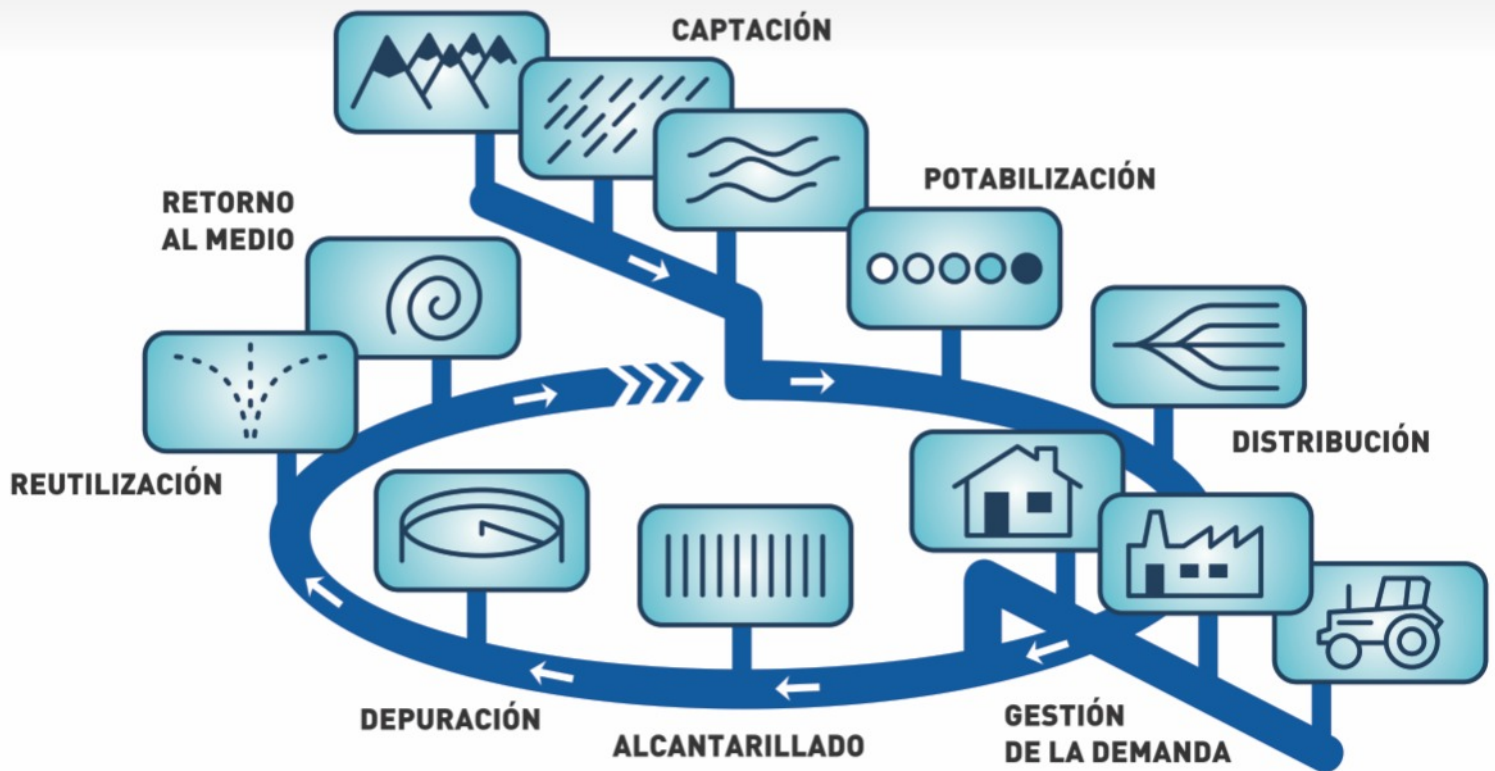 CAPTACIÓN
POTABILIZACIÓN
RETORNO
AL MEDIO
DISTRIBUCIÓN
REUTILIZACIÓN
DEPURACIÓN
ALCANTARILLADO
GESTIÓN
DE LA DEMANDA